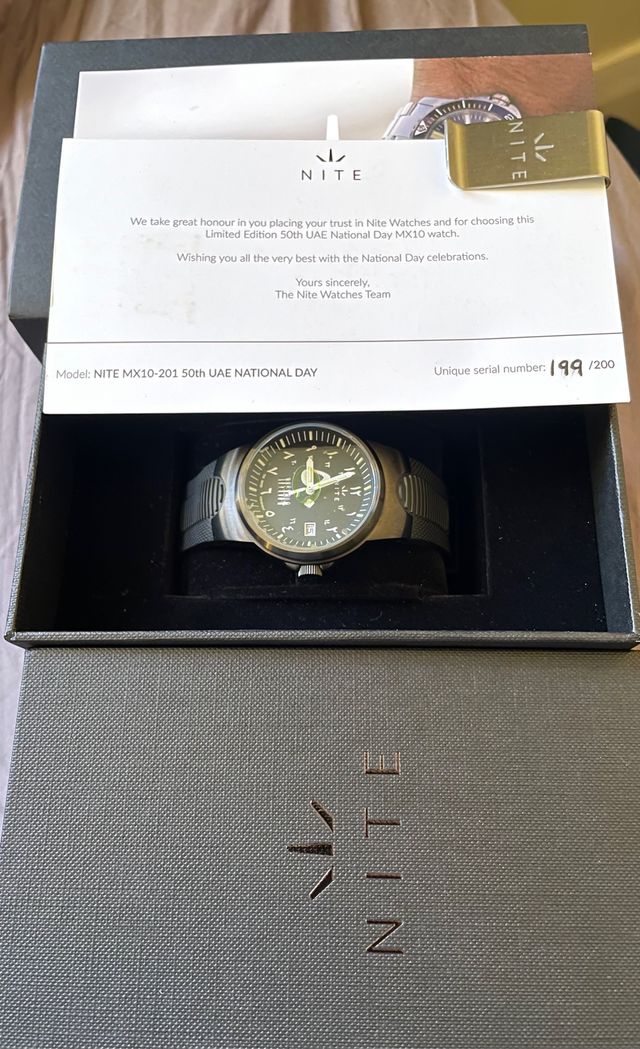 NITE
NITE
We take great honour in you placing your trust in Nite Watches and for choosing this
Limited Edition 50th UAE National Day MX10 watch.
Wishing you all the very best with the National Day celebrations.
Yours sincerely,
The Nite Watches Team
Model: NITE MX10-201 50th UAE NATIONAL DAY
Unique serial number: 199 /200
NITE
NITE